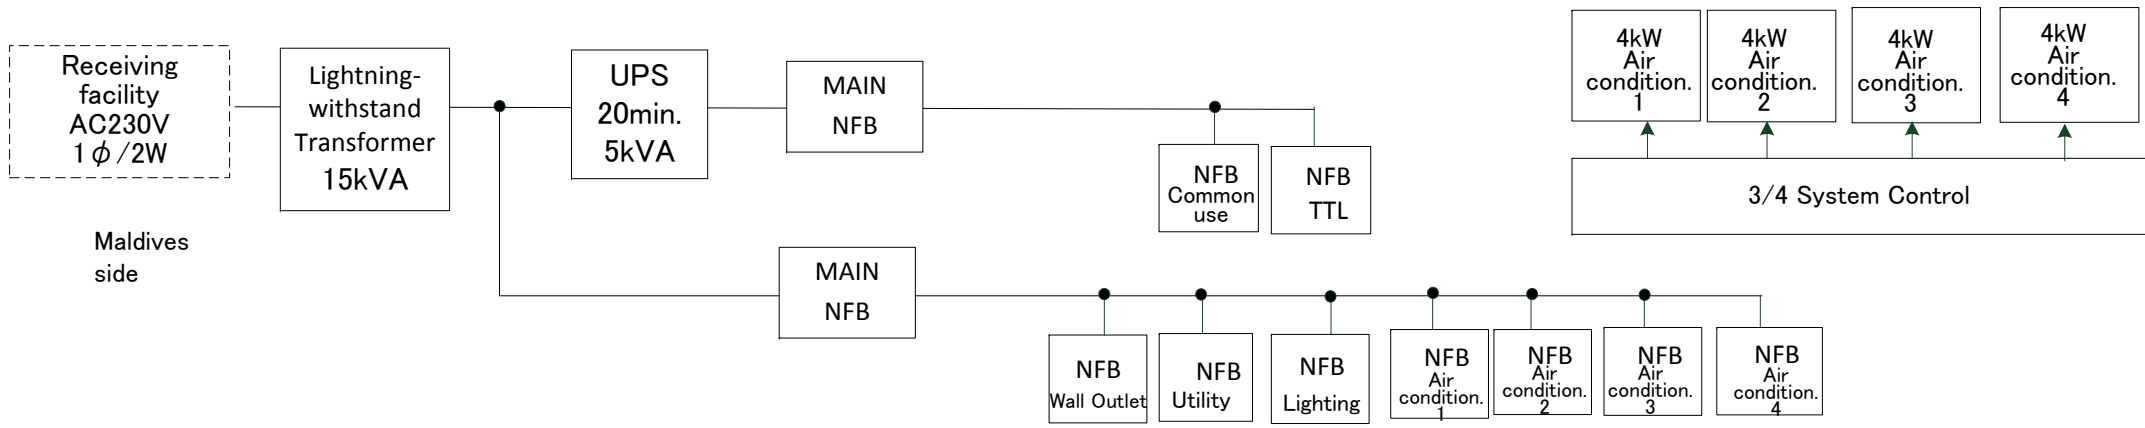 Receiving
facility
AC230V
1φ/2W
Maldives
side
Lightning-
withstand
Transformer
15kVA
UPS
20min.
5kVA
MAIN
NFB
NFB
Common
use
NFB
TTL
4kW
Air
condition.
1
4kW
Air
condition.
2
4kW
Air
condition.
3
4kW
Air
condition.
4
3/4 System Control
MAIN
NFB
NFB
Wall Outlet
NFB
Utility
NFB
Lighting
NFB
Air
condition.
1
NFB
Air
condition.
2
NFB
Air
condition.
3
NFB
Air
condition.
4